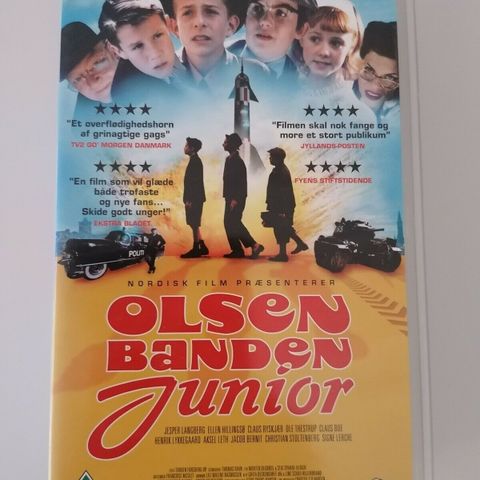 ★★★★
"Et overflødighedshorn
af grinagtige gags"
TV2 GO' MORGEN DANMARK
★★★★
"En film som vil glæde
både trofaste
og nye fans...
Skide godt unger!"
EKSTRA BLADET
★★★★
"Filmen skal nok fange og
more et stort publikum"
JYLLANDS-POSTEN
★★★★
FYENS STIFTSTIDENDE
POLITI
NORDISK FILM PRÆSENTERER
OLSEN
BANDEN
Junior
JESPER LANGBERG ELLEN HILLINGSØ CLAUS RYSKJÆR OLE THESTRUP CLAUS BUE
HENRIK LYKKEGAARD AKSEL LETH JACOB BERNIT CHRISTIAN STOLTENBERG SIGNE LERCHE